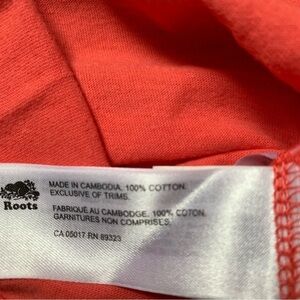 Roots
MADE IN CAMBODIA, 100% COTTON.
EXCLUSIVE OF TRIMS.
FABRIQUÉ AU CAMBODGE, 100% COTON.
GARNITURES NON COMPRISES.
CA 05017 RN 89323